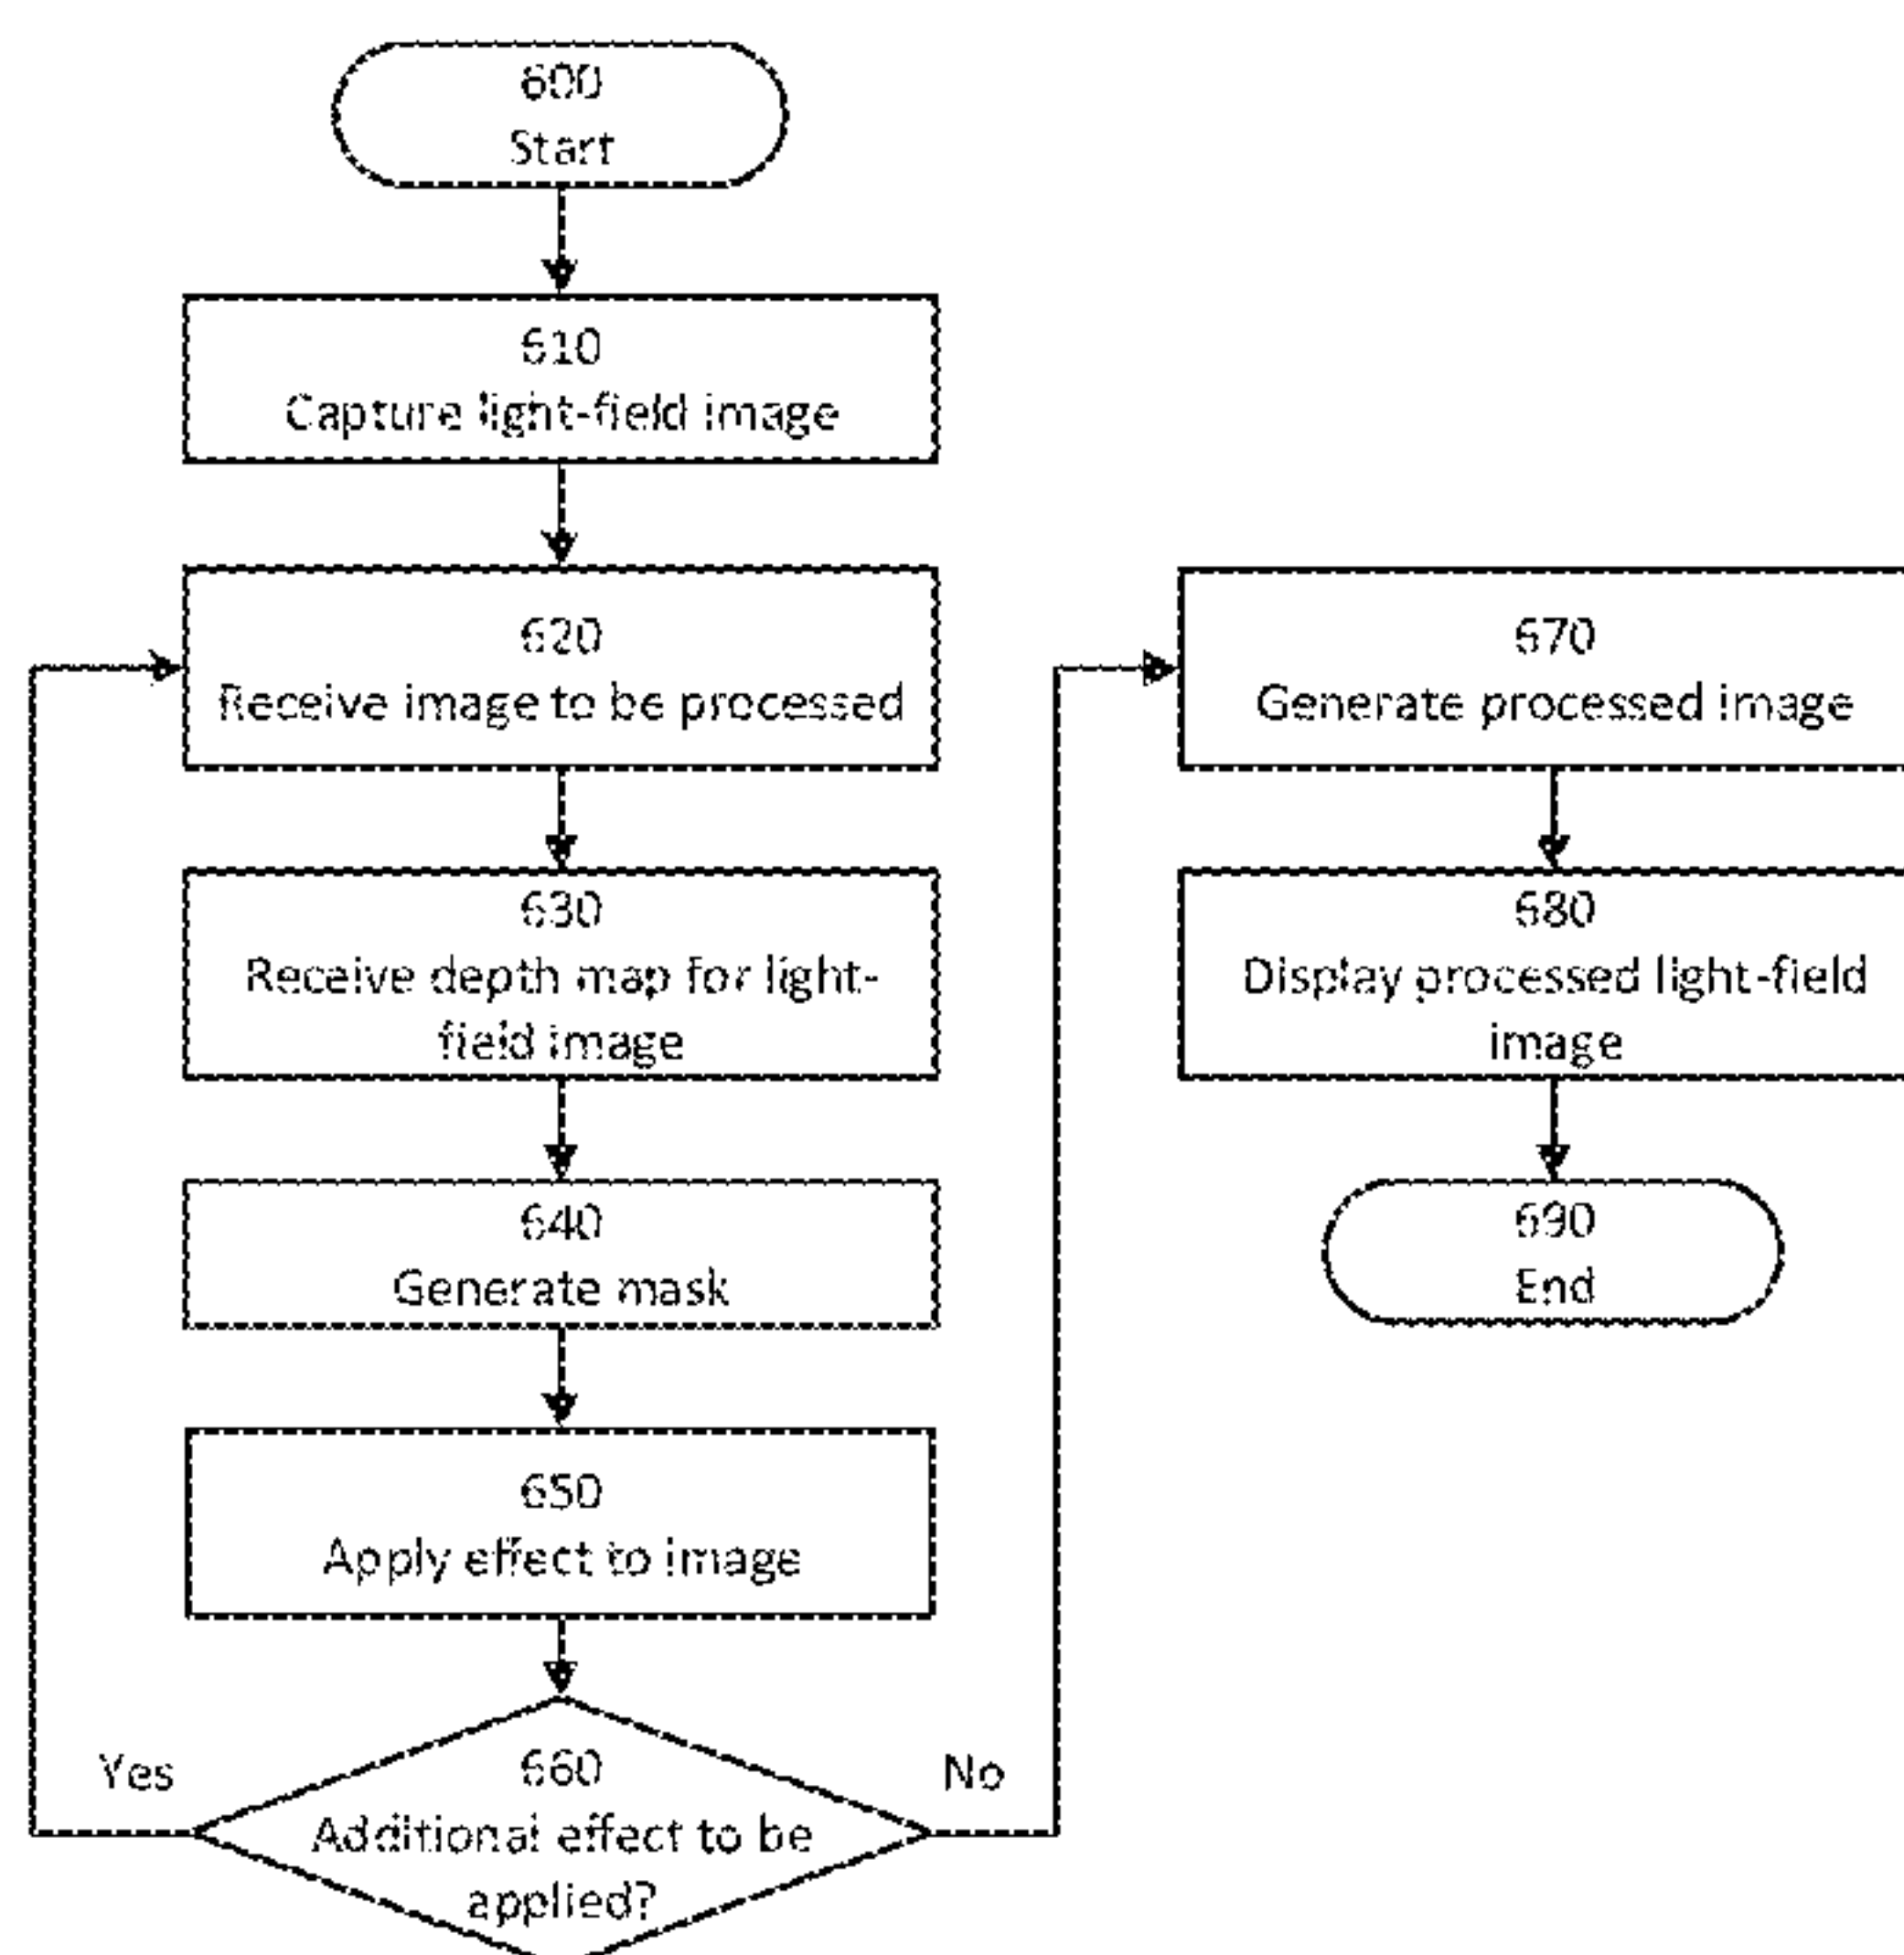 600
Start
610
Capture light-field image
620
Receive image to be processed
630
Receive depth map for light-
field image
640
Generate mask
650
Apply effect to image
Yes
660
Additional effect to be
applied?
No
670
Generate processed image
680
Display processed light-field
image
690
End